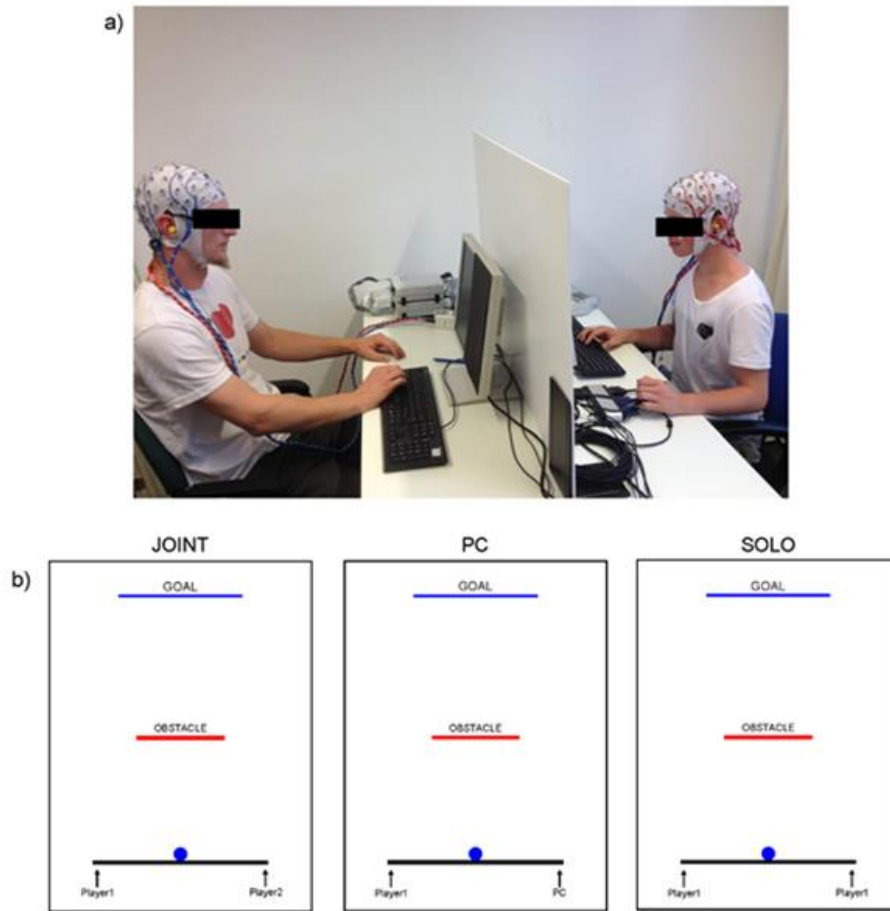 a)
b)
JOINT
GOAL
OBSTACLE
Player1
Player2
PC
GOAL
OBSTACLE
Player1
PC
SOLO
GOAL
OBSTACLE
Player1
Player1